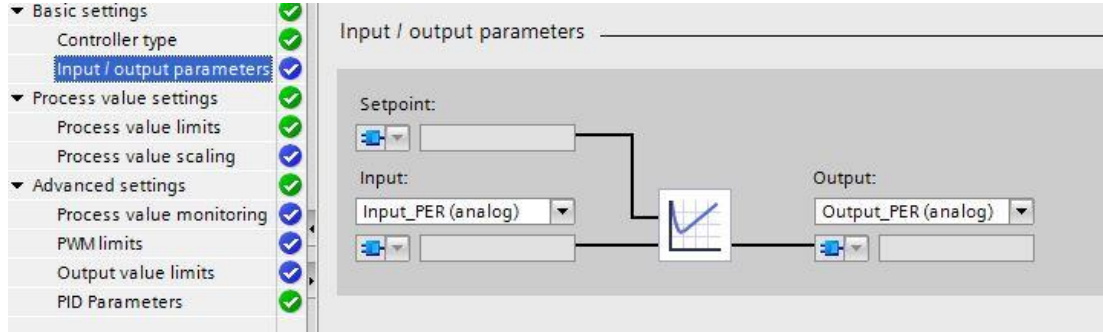 Basic settings
Controller type
Input / output parameters
Process value settings
Process value limits
Process value scaling
Advanced settings
Process value monitoring
PWM limits
Output value limits
PID Parameters
Input / output parameters
Setpoint:
Input:
Output:
Input_PER (analog)
Output_PER (analog)